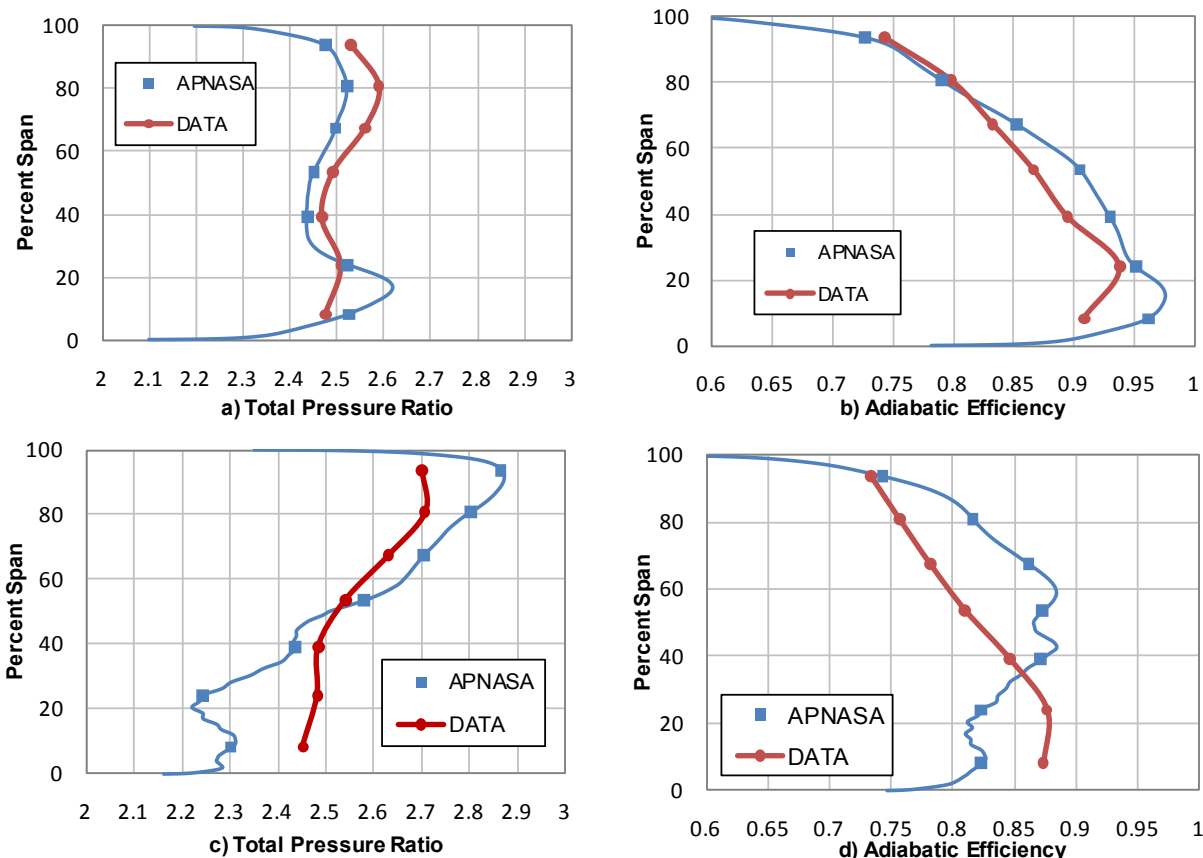 100
80
60
40
20
0
Percent Span
APNASA
DATA
2 2.1 2.2 2.3 2.4 2.5 2.6 2.7 2.8 2.9 3
a) Total Pressure Ratio
100
80
60
40
20
0
Percent Span
APNASA
DATA
0.6 0.65 0.7 0.75 0.8 0.85 0.9 0.95 1
b) Adiabatic Efficiency
100
80
60
40
20
0
Percent Span
APNASA
DATA
2 2.1 2.2 2.3 2.4 2.5 2.6 2.7 2.8 2.9 3
c) Total Pressure Ratio
100
80
60
40
20
0
Percent Span
APNASA
DATA
0.6 0.65 0.7 0.75 0.8 0.85 0.9 0.95 1
d) Adiabatic Efficiency